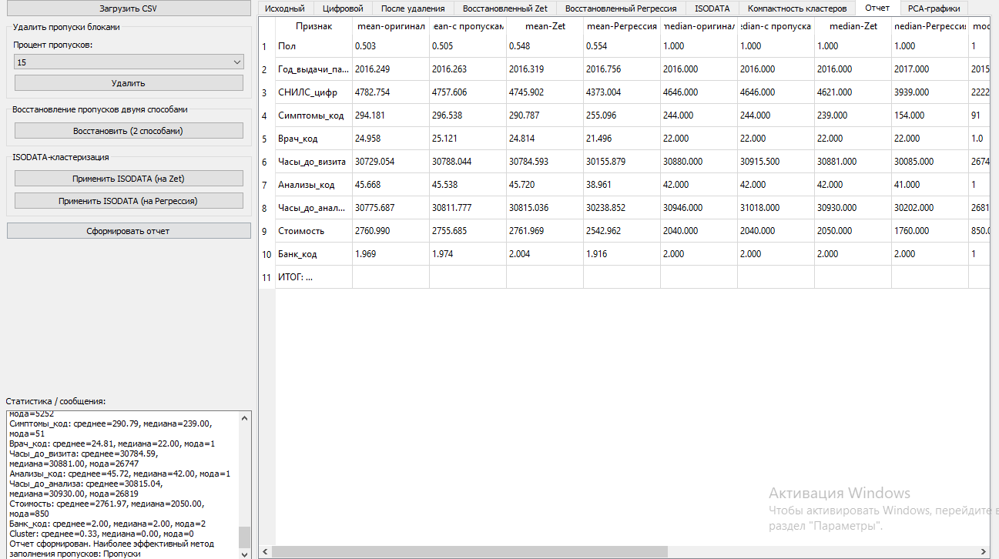 Загрузить CSV
Удалить пропуски блоками
Процент пропусков:
15
Удалить
Восстановление пропусков двумя способами
Восстановить (2 способами)
ISODATA-кластеризация
Применить ISODATA (на Zet)
Применить ISODATA (на Регрессия)
Сформировать отчет
Статистика / сообщения:
мода=5252
Симптомы_код: среднее=290.79, медиана=239.00,
мода=51
Врач_код: среднее=24.81, медиана=22.00, мода=1
Часы_до_визита: среднее=30784.59,
медиана=30881.00, мода=26747
Анализы_код: среднее=45.72, медиана=42.00, мода=1
Часы_до_анализа: среднее=30815.04,
медиана=30930.00, мода=26819
Стоимость: среднее=2761.97, медиана=2050.00,
мода=850
Банк_код: среднее=2.00, медиана=2.00, мода=2
Cluster: среднее=0.33, медиана=0.00, мода=0
Отчет сформирован. Наиболее эффективный метод
заполнения пропусков: Пропуски
Исходный Цифровой После удаления Восстановленный Zet Восстановленный Регрессия ISODATA Компактность кластеров Отчет PCA-графики
Признак mean-оригинал ean-с пропускам mean-Zet mean-Регрессия nedian-оригинал dian-с пропуска median-Zet nedian-Регресси mod
1 Пол 0.503 0.505 0.548 0.554 1.000 1.000 1.000 1.000 1
2 Год_выдачи_па... 2016.249 2016.263 2016.319 2016.756 2016.000 2016.000 2016.000 2017.000 2015
3 СНИЛС_цифр 4782.754 4757.606 4745.902 4373.004 4646.000 4646.000 4621.000 3939.000 2222
4 Симптомы_код 294.181 296.538 290.787 255.096 244.000 244.000 239.000 154.000 91
5 Врач_код 24.958 25.121 24.814 21.496 22.000 22.000 22.000 22.000 1.0
6 Часы_до_визита 30729.054 30788.044 30784.593 30155.879 30880.000 30915.500 30881.000 30085.000 2674
7 Анализы_код 45.668 45.538 45.720 38.961 42.000 42.000 42.000 41.000 1
8 Часы_до_анал... 30775.687 30811.777 30815.036 30238.852 30946.000 31018.000 30930.000 30202.000 2681
9 Стоимость 2760.990 2755.685 2761.969 2542.962 2040.000 2040.000 2050.000 1760.000 850.0
10 Банк_код 1.969 1.974 2.004 1.916 2.000 2.000 2.000 2.000 1
11 ИТОГ: ...
Активация Windows
Чтобы активировать Windows, перейдите в
раздел "Параметры".